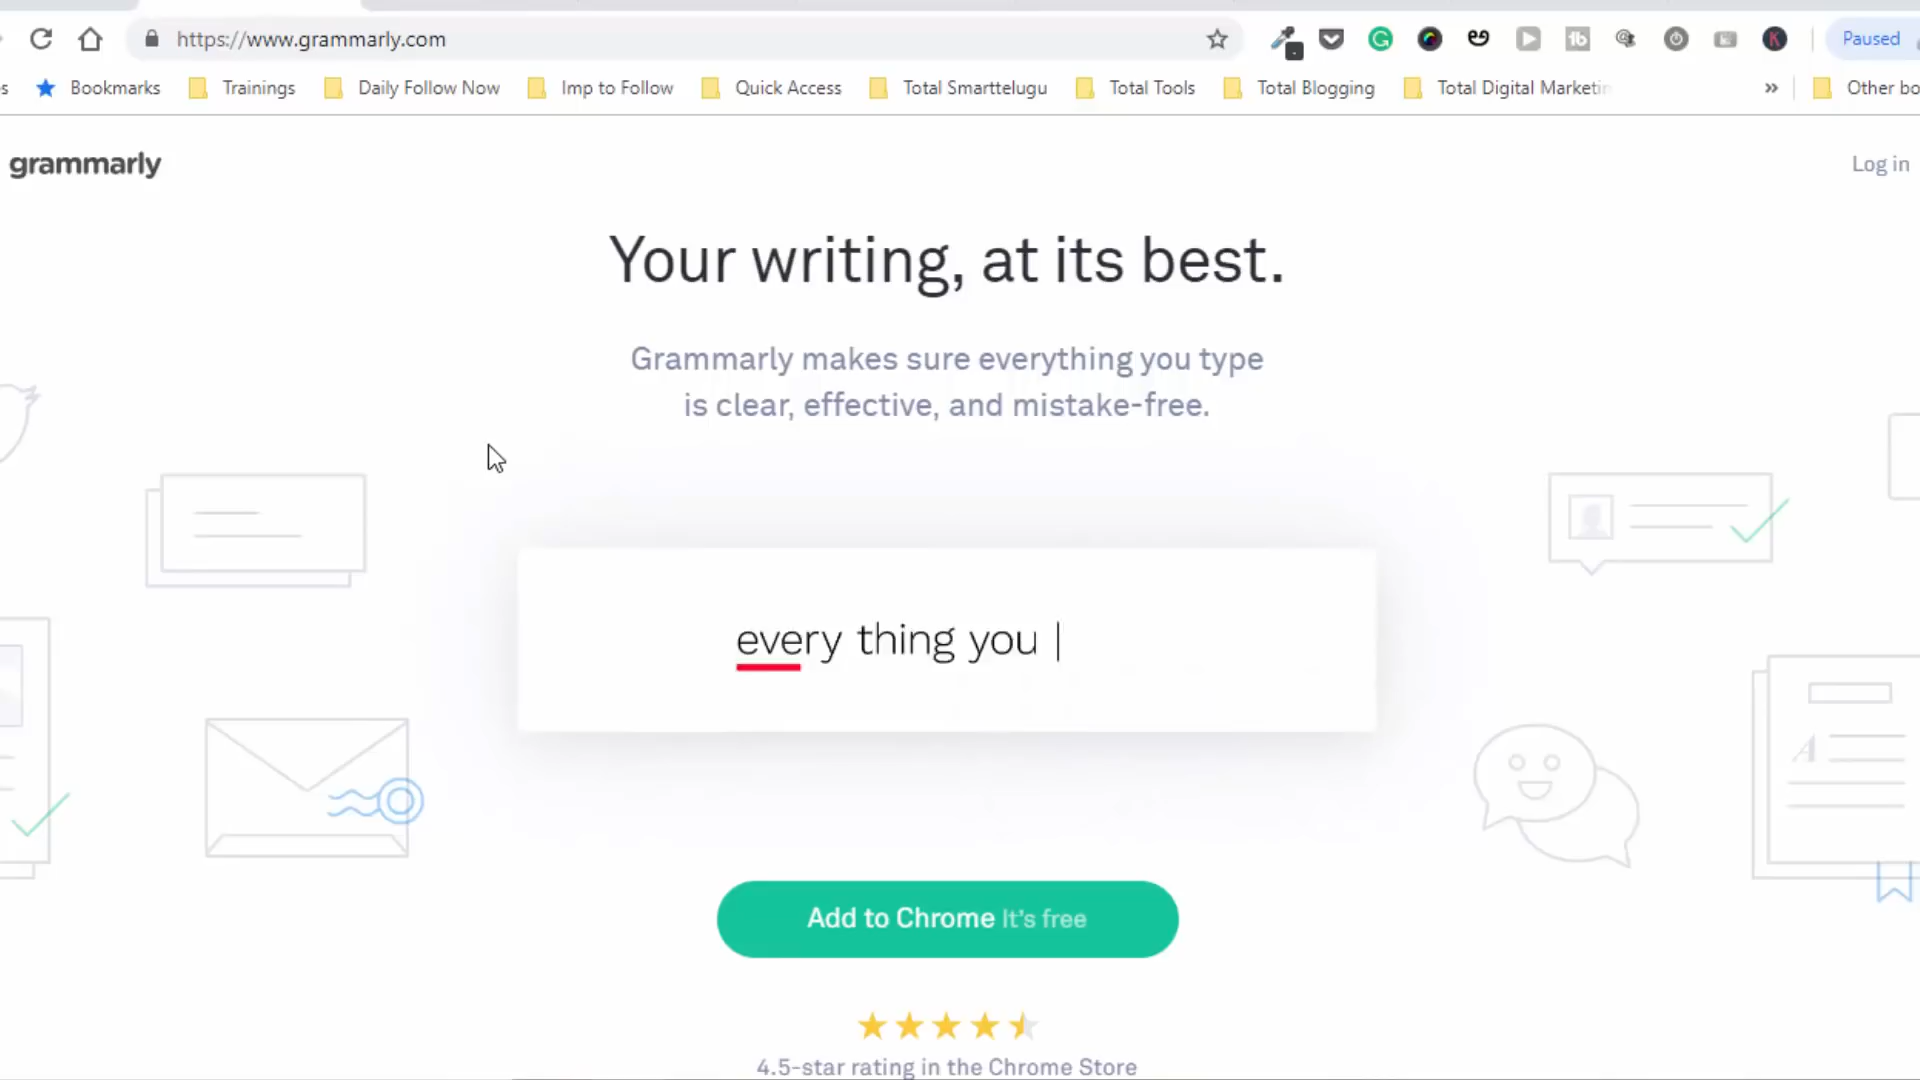 https://www.grammarly.com
Paused
Bookmarks Trainings Daily Follow Now Imp to Follow Quick Access Total Smarttelugu Total Tools Total Blogging Total Digital » Other
grammarly
Log in
Your writing, at its best.
Grammarly makes sure everything you type
is clear, effective, and mistake-free.
every thing you |
Add to Chrome It's free
4.5-star rating in the Chrome Store